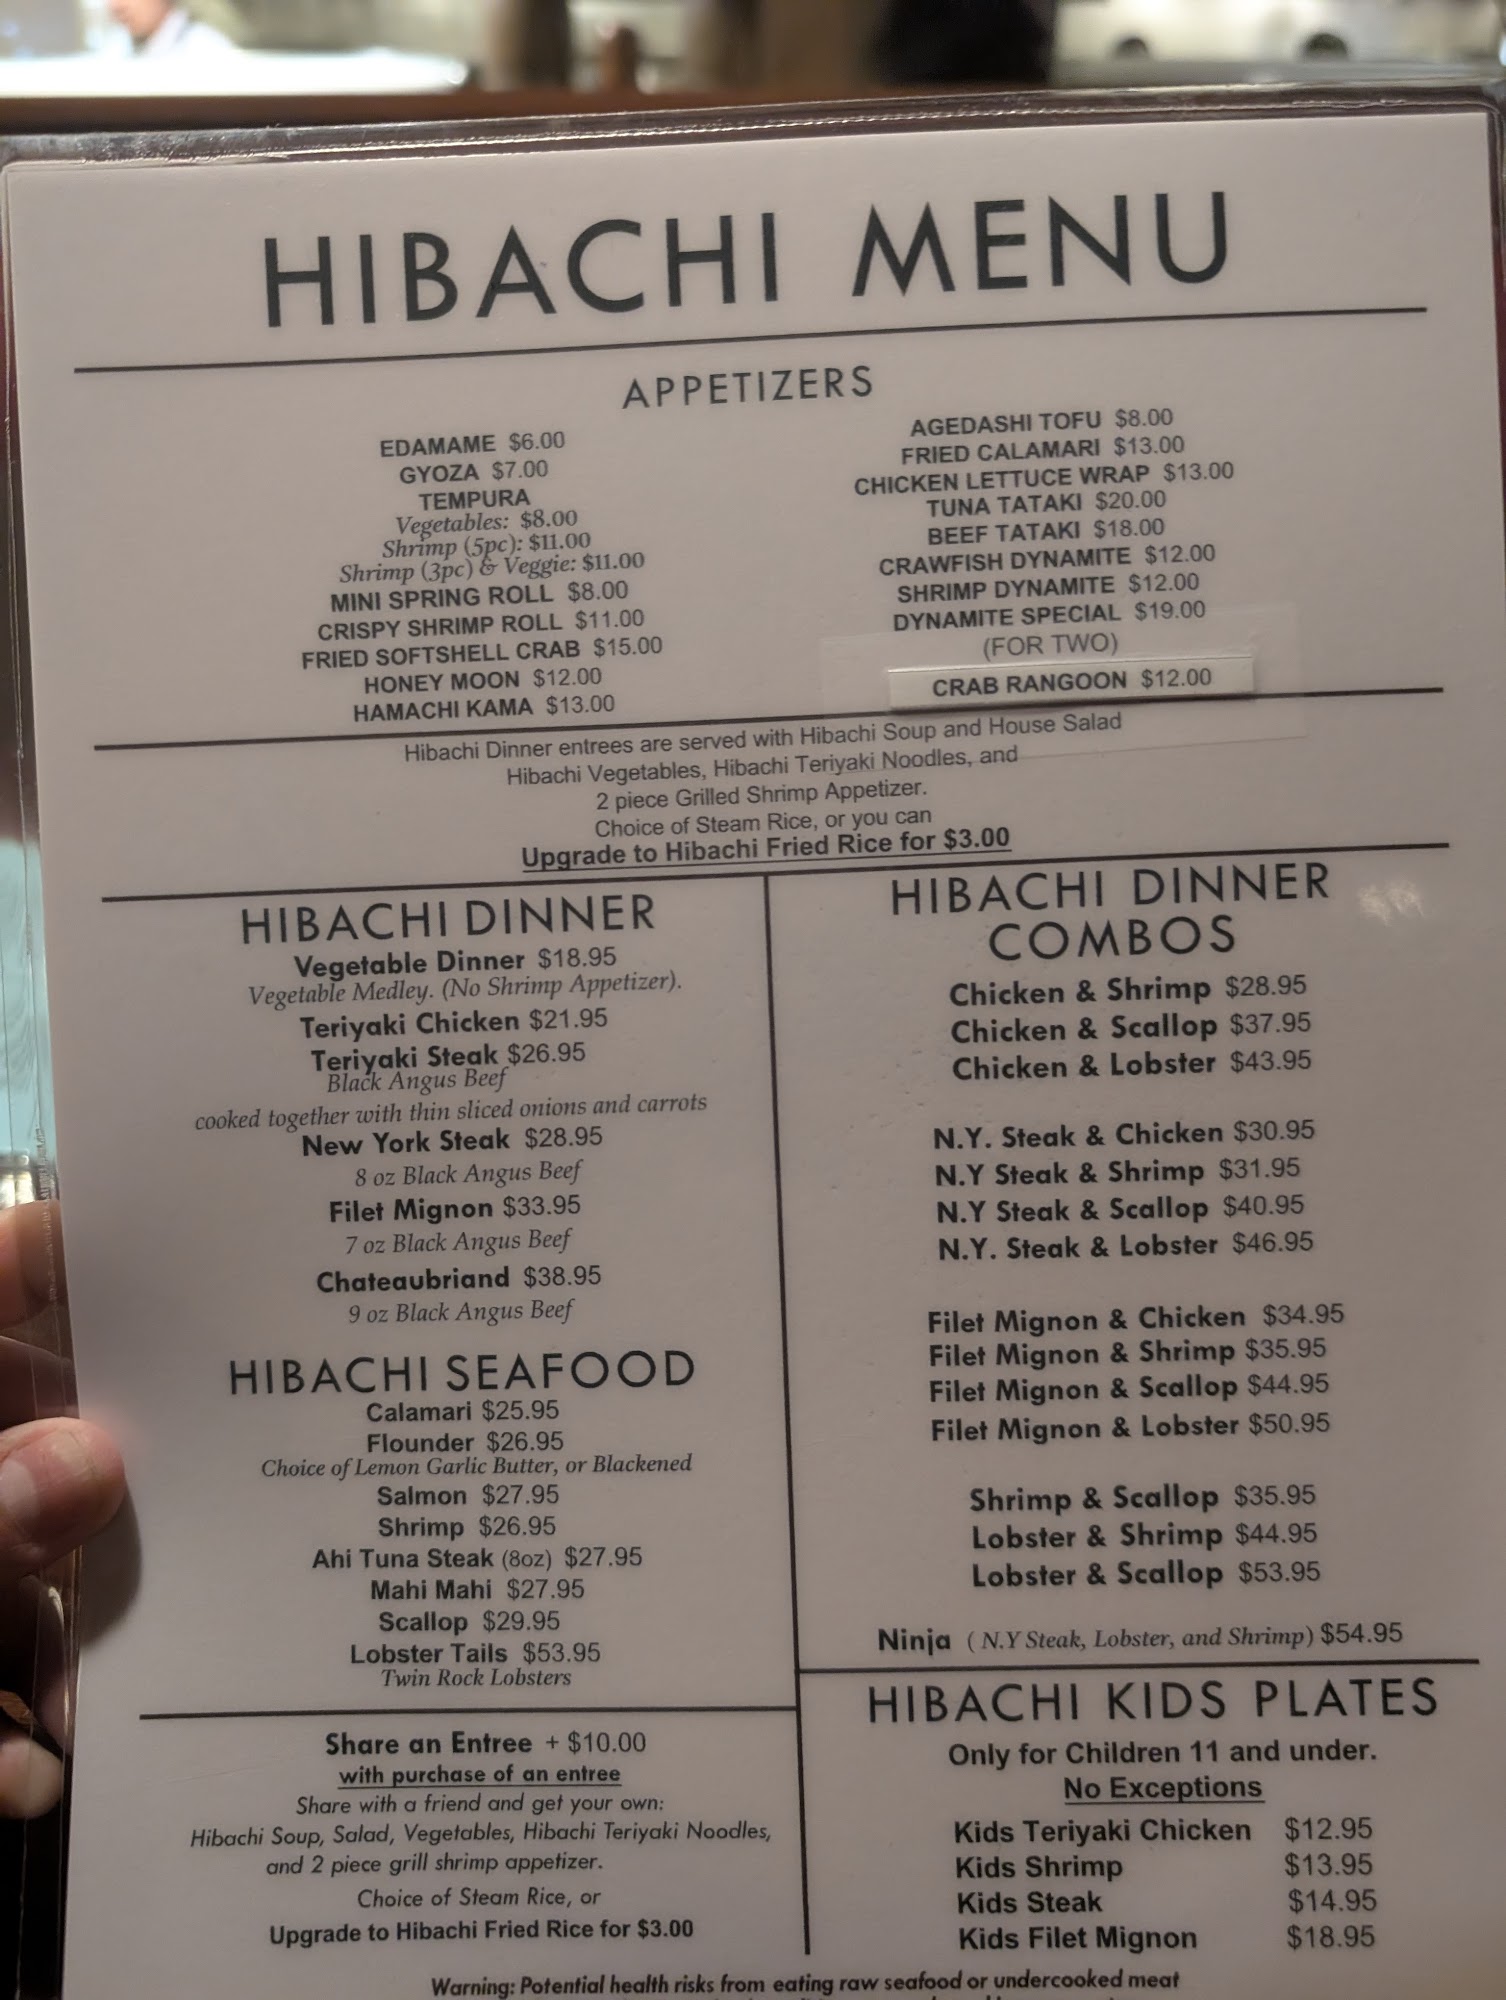 HIBACHI MENU
APPETIZERS
EDAMAME $6.00
GYOZA $7.00
TEMPURA
Vegetables: $8.00
Shrimp (5pc): $11.00
Shrimp (3pc) & Veggie: $11.00
MINI SPRING ROLL $8.00
CRISPY SHRIMP ROLL $11.00
FRIED SOFTSHELL CRAB $15.00
HONEY MOON $12.00
HAMACHI KAMA $13.00
AGEDASHI TOFU $8.00
FRIED CALAMARI $13.00
CHICKEN LETTUCE WRAP $13.00
TUNA TATAKI $20.00
BEEF TATAKI $18.00
CRAWFISH DYNAMITE $12.00
SHRIMP DYNAMITE $12.00
DYNAMITE SPECIAL $19.00
(FOR TWO)
CRAB RANGOON $12.00
Hibachi Dinner entrees are served with Hibachi Soup and House Salad
Hibachi Vegetables, Hibachi Teriyaki Noodles, and
2 piece Grilled Shrimp Appetizer.
Choice of Steam Rice, or you can
Upgrade to Hibachi Fried Rice for $3.00
HIBACHI DINNER
Vegetable Dinner $18.95
Vegetable Medley. (No Shrimp Appetizer).
Teriyaki Chicken $21.95
Teriyaki Steak $26.95
Black Angus Beef
cooked together with thin sliced onions and carrots
New York Steak $28.95
8 oz Black Angus Beef
Filet Mignon $33.95
7 oz Black Angus Beef
Chateaubriand $38.95
9 oz Black Angus Beef
HIBACHI SEAFOOD
Calamari $25.95
Flounder $26.95
Choice of Lemon Garlic Butter, or Blackened
Salmon $27.95
Shrimp $26.95
Ahi Tuna Steak (8oz) $27.95
Mahi Mahi $27.95
Scallop $29.95
Lobster Tails $53.95
Twin Rock Lobsters
Share an Entree + $10.00
with purchase of an entree
Share with a friend and get your own:
Hibachi Soup, Salad, Vegetables, Hibachi Teriyaki Noodles,
and 2 piece grill shrimp appetizer.
Choice of Steam Rice, or
Upgrade to Hibachi Fried Rice for $3.00
HIBACHI DINNER
COMBOS
Chicken & Shrimp $28.95
Chicken & Scallop $37.95
Chicken & Lobster $43.95
N.Y. Steak & Chicken $30.95
N.Y Steak & Shrimp $31.95
N.Y Steak & Scallop $40.95
N.Y. Steak & Lobster $46.95
Filet Mignon & Chicken $34.95
Filet Mignon & Shrimp $35.95
Filet Mignon & Scallop $44.95
Filet Mignon & Lobster $50.95
Shrimp & Scallop $35.95
Lobster & Shrimp $44.95
Lobster & Scallop $53.95
Ninja ( N.Y Steak, Lobster, and Shrimp) $54.95
HIBACHI KIDS PLATES
Only for Children 11 and under.
No Exceptions
Kids Teriyaki Chicken $12.95
Kids Shrimp $13.95
Kids Steak $14.95
Kids Filet Mignon $18.95
Warning: Potential health risks from eating raw seafood or undercooked meat